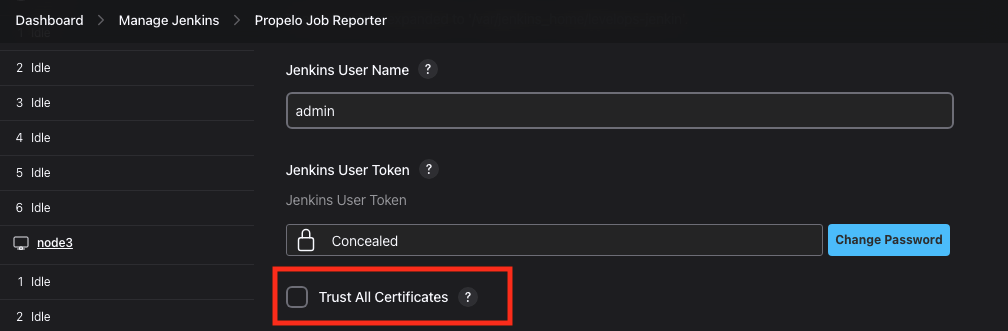 Dashboard > Manage Jenkins > Propelo Job Reporter
1 Idle
2 Idle
3 Idle
4 Idle
5 Idle
6 Idle
node3
1 Idle
2 Idle
Jenkins User Name ?
admin
Jenkins User Token ?
Jenkins User Token
Concealed
Change Password
Trust All Certificates ?